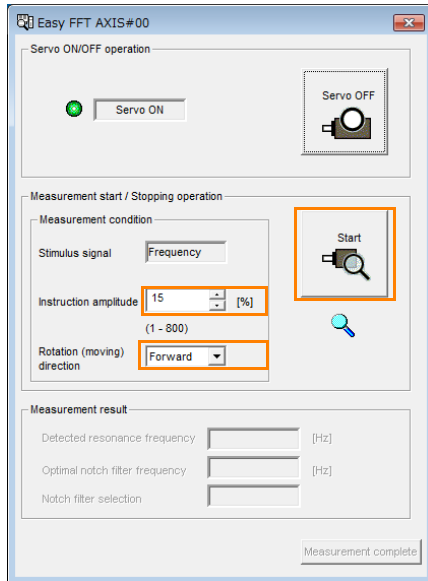 Easy FFT AXIS#00
Servo ON/OFF operation
Servo ON
Servo OFF
Measurement start / Stopping operation
Measurement condition
Stimulus signal
Frequency
Start
Instruction amplitude
15
[%]
(1 - 800)
Rotation (moving)
direction
Forward
Measurement result
Detected resonance frequency
[Hz]
Optimal notch filter frequency
[Hz]
Notch filter selection
Measurement complete